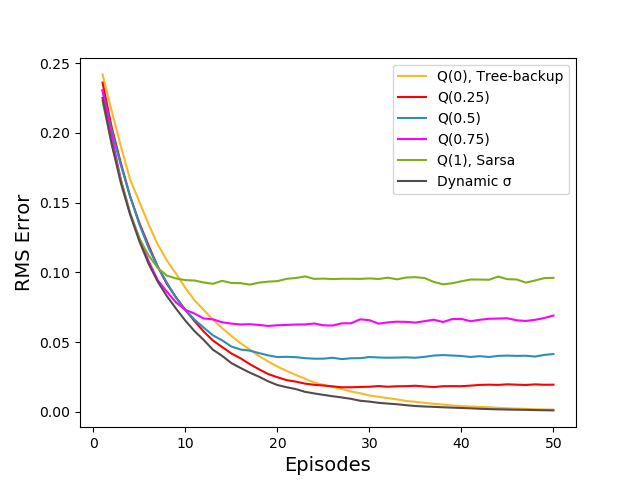 0.25
0.20
0.15
0.10
0.05
0.00
RMS Error
Q(0), Tree-backup
Q(0.25)
Q(0.5)
Q(0.75)
Q(1), Sarsa
Dynamic σ
0 10 20 30 40 50
Episodes